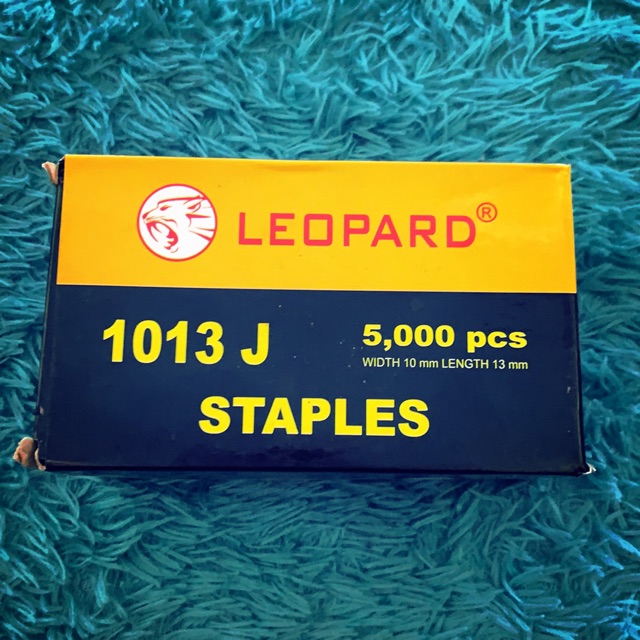 LEOPARD®
1013 J
5,000 pcs
WIDTH 10 mm LENGTH 13 mm
STAPLES